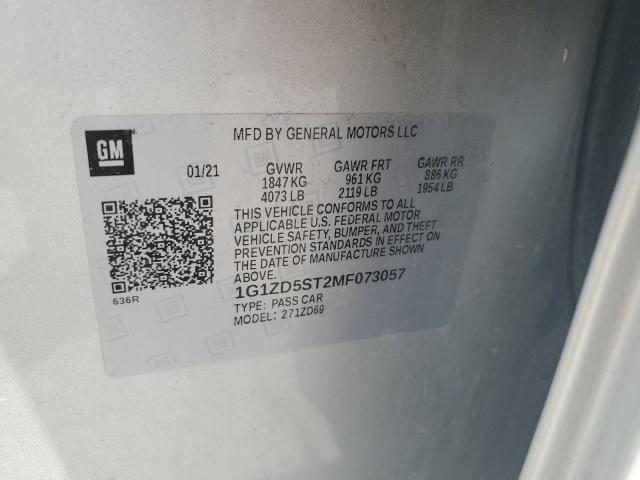 GM
MFD BY GENERAL MOTORS LLC
01/21 GVWR GAWR FRT GAWR RR
1847 KG 961 KG 886 KG
4073 LB 2119 LB 1954 LB
THIS VEHICLE CONFORMS TO ALL
APPLICABLE U.S. FEDERAL MOTOR
VEHICLE SAFETY, BUMPER, AND THEFT
PREVENTION STANDARDS IN EFFECT ON
THE DATE OF MANUFACTURE SHOWN
ABOVE.
636R
1G1ZD5ST2MF073057
TYPE: PASS CAR
MODEL: 271ZD69